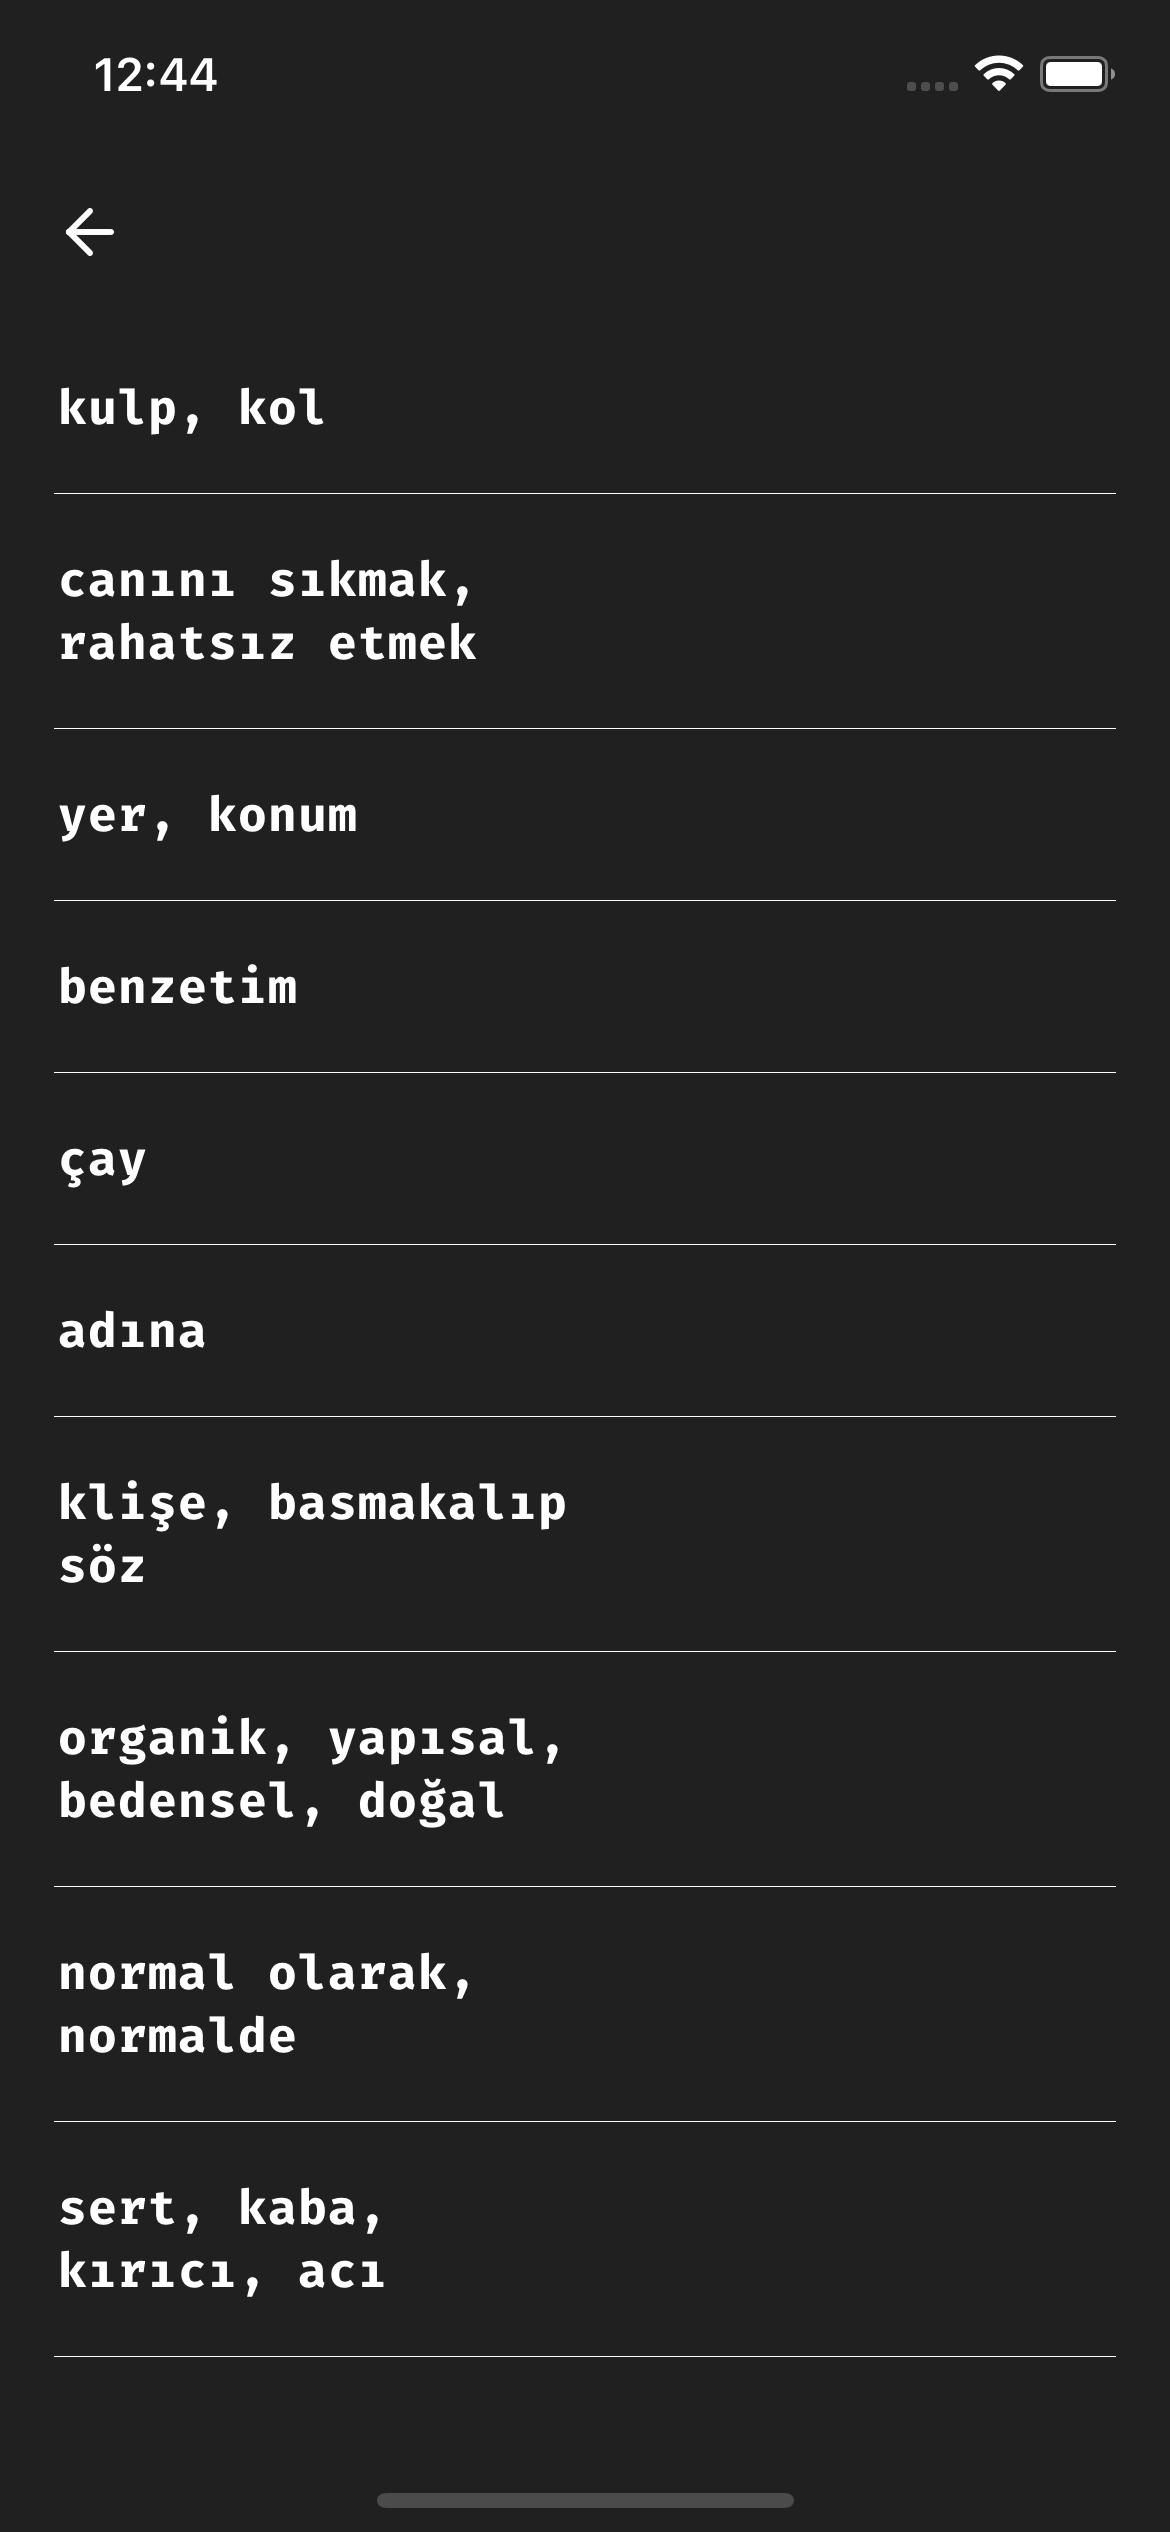 12:44
kulp, kol
canını sıkmak,
rahatsız etmek
yer, konum
benzetim
çay
adına
klişe, basmakalıp
söz
organik, yapısal,
bedensel, doğal
normal olarak,
normalde
sert, kaba,
kırıcı, acı